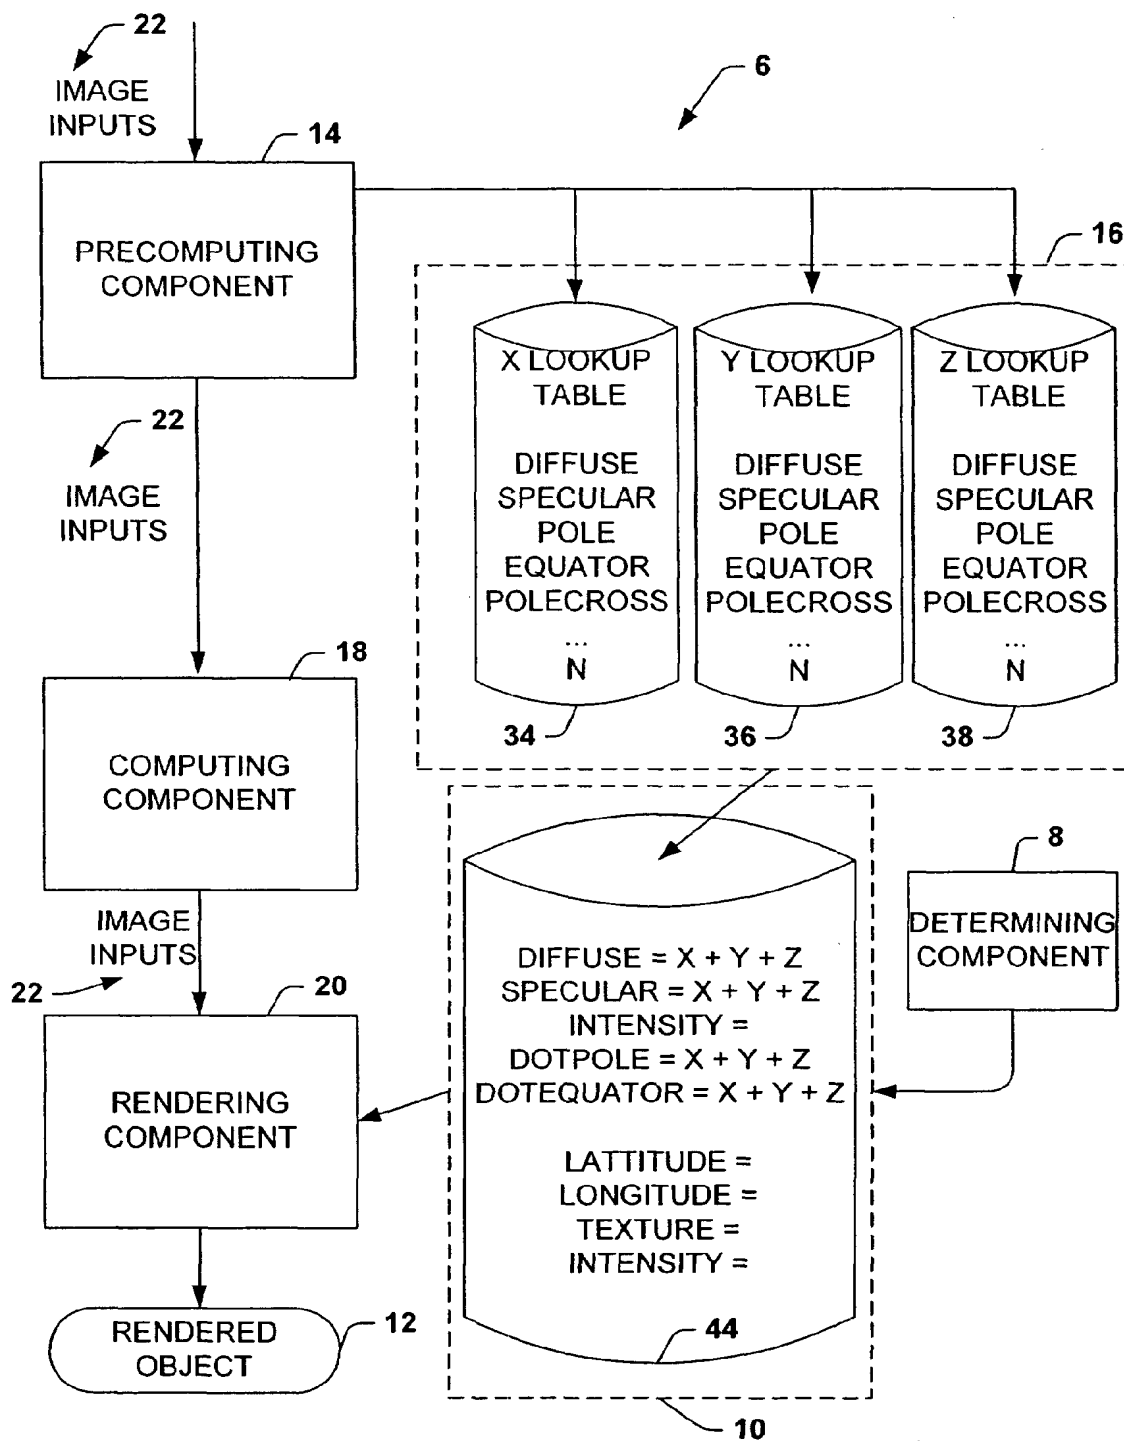 22
IMAGE
INPUTS
6
14
PRECOMPUTING
COMPONENT
16
X LOOKUP
TABLE
DIFFUSE
SPECULAR
POLE
EQUATOR
POLECROSS
...
N
34
Y LOOKUP
TABLE
DIFFUSE
SPECULAR
POLE
EQUATOR
POLECROSS
...
N
36
Z LOOKUP
TABLE
DIFFUSE
SPECULAR
POLE
EQUATOR
POLECROSS
...
N
38
22
IMAGE
INPUTS
18
COMPUTING
COMPONENT
IMAGE
INPUTS
22
20
RENDERING
COMPONENT
DIFFUSE = X + Y + Z
SPECULAR = X + Y + Z
INTENSITY =
DOTPOLE = X + Y + Z
DOTEQUATOR = X + Y + Z
LATTITUDE =
LONGITUDE =
TEXTURE =
INTENSITY =
44
10
8
DETERMINING
COMPONENT
RENDERED
OBJECT
12